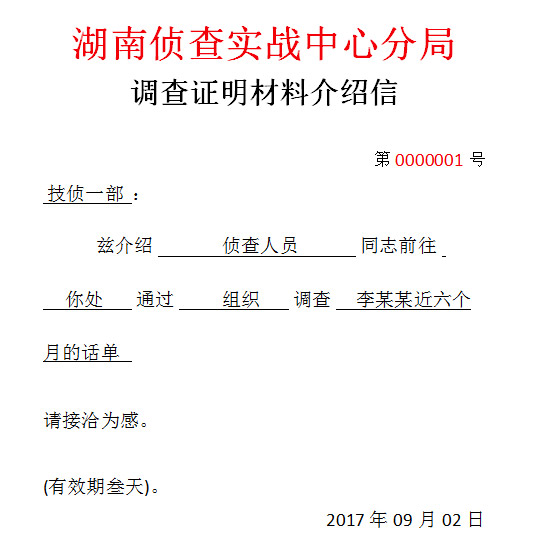 湖南侦查实战中心分局
调查证明材料介绍信
第 0000001 号
技侦一部：
兹介绍 侦查人员 同志前往
你处 通过 组织 调查 李某某近六个
月的话单
请接洽为感。
(有效期叁天)。
2017 年 09 月 02 日